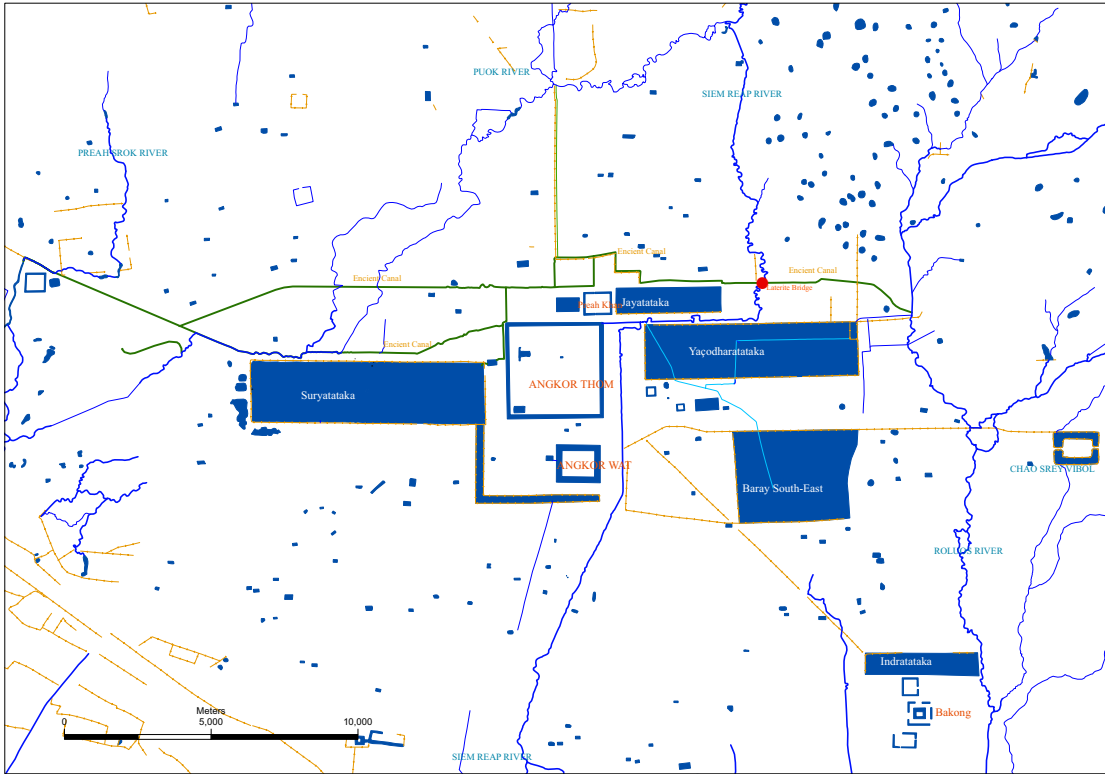 PUOK RIVER
SIEM REAP RIVER
PREAH SROK RIVER
Encient Canal
Encient Canal
Encient Canal
Laterite Bridge
Preah Khan
Jayatataka
Encient Canal
Yaçodharatataka
ANGKOR THOM
Suryatataka
ANGKOR WAT
CHAO SREY VIBOL
Baray South-East
ROLUOS RIVER
Indratataka
Bakong
Meters
0
5,000
10,000
SIEM REAP RIVER